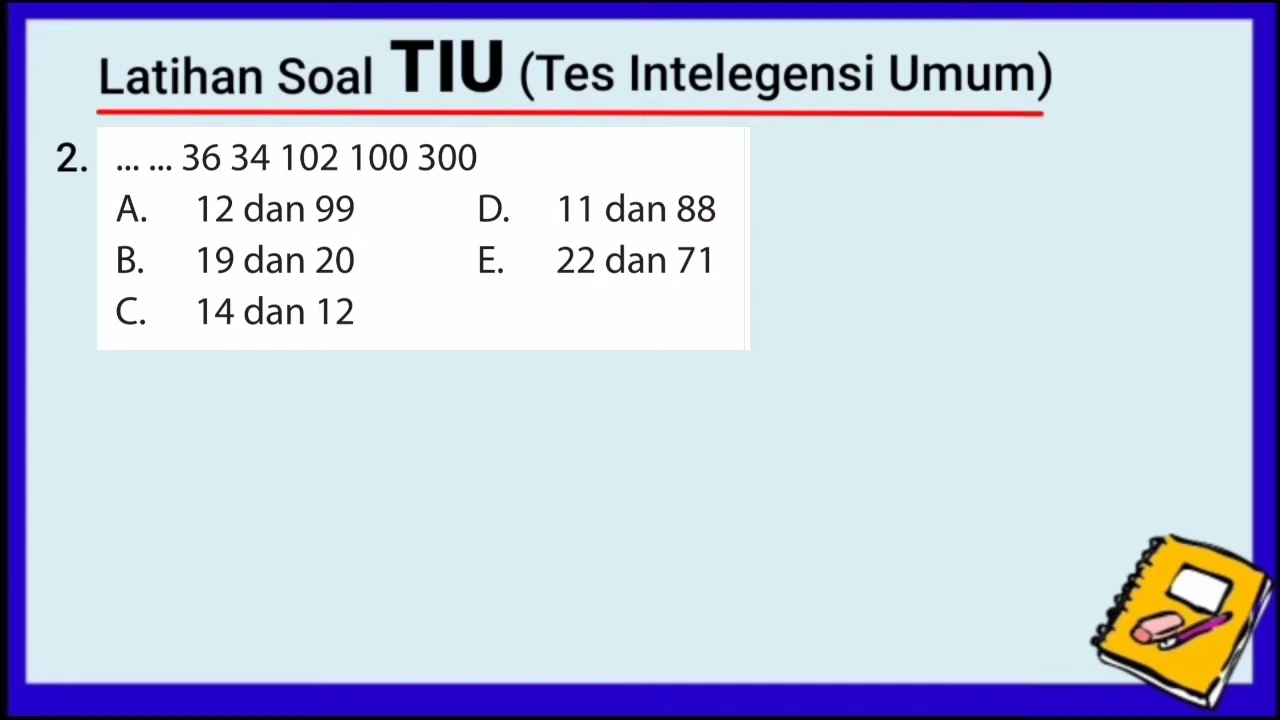 Latihan Soal TIU (Tes Intelegensi Umum)
2. ... ... 36 34 102 100 300
A. 12 dan 99 D. 11 dan 88
B. 19 dan 20 E. 22 dan 71
C. 14 dan 12